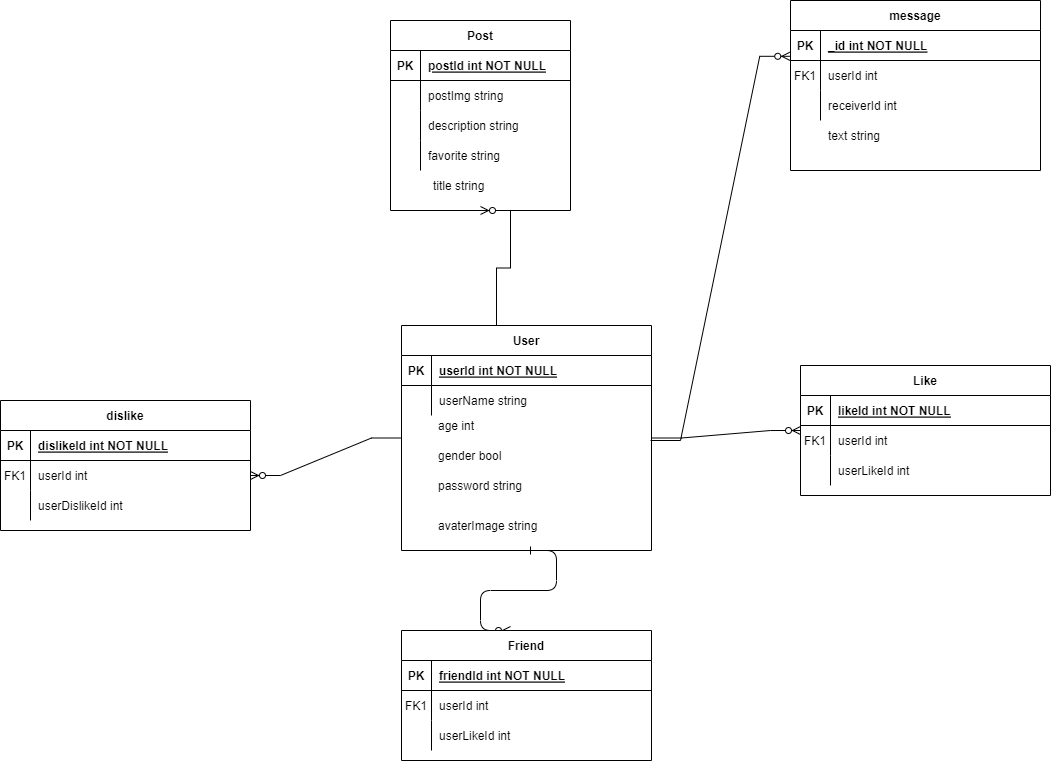 Post
PK postId int NOT NULL
postImg string
description string
favorite string
title string
message
PK _id int NOT NULL
FK1 userId int
receiverId int
text string
User
PK userId int NOT NULL
userName string
age int
gender bool
password string
avaterImage string
Like
PK likeId int NOT NULL
FK1 userId int
userLikeId int
dislike
PK dislikeId int NOT NULL
FK1 userId int
userDislikeId int
Friend
PK friendId int NOT NULL
FK1 userId int
userLikeId int